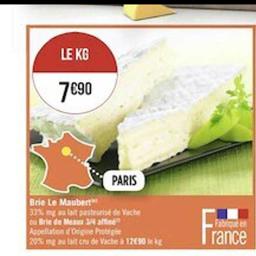 LE KG
7€90
PARIS
Brie Le Maubert
33% mg au lait pasteurisé de Vache
ou Brie de Meaux 3/4 affiné
Appellation d'Origine Protégée
20% mg au lait cru de Vache à 12€90 le kg
Fabriqué en
France